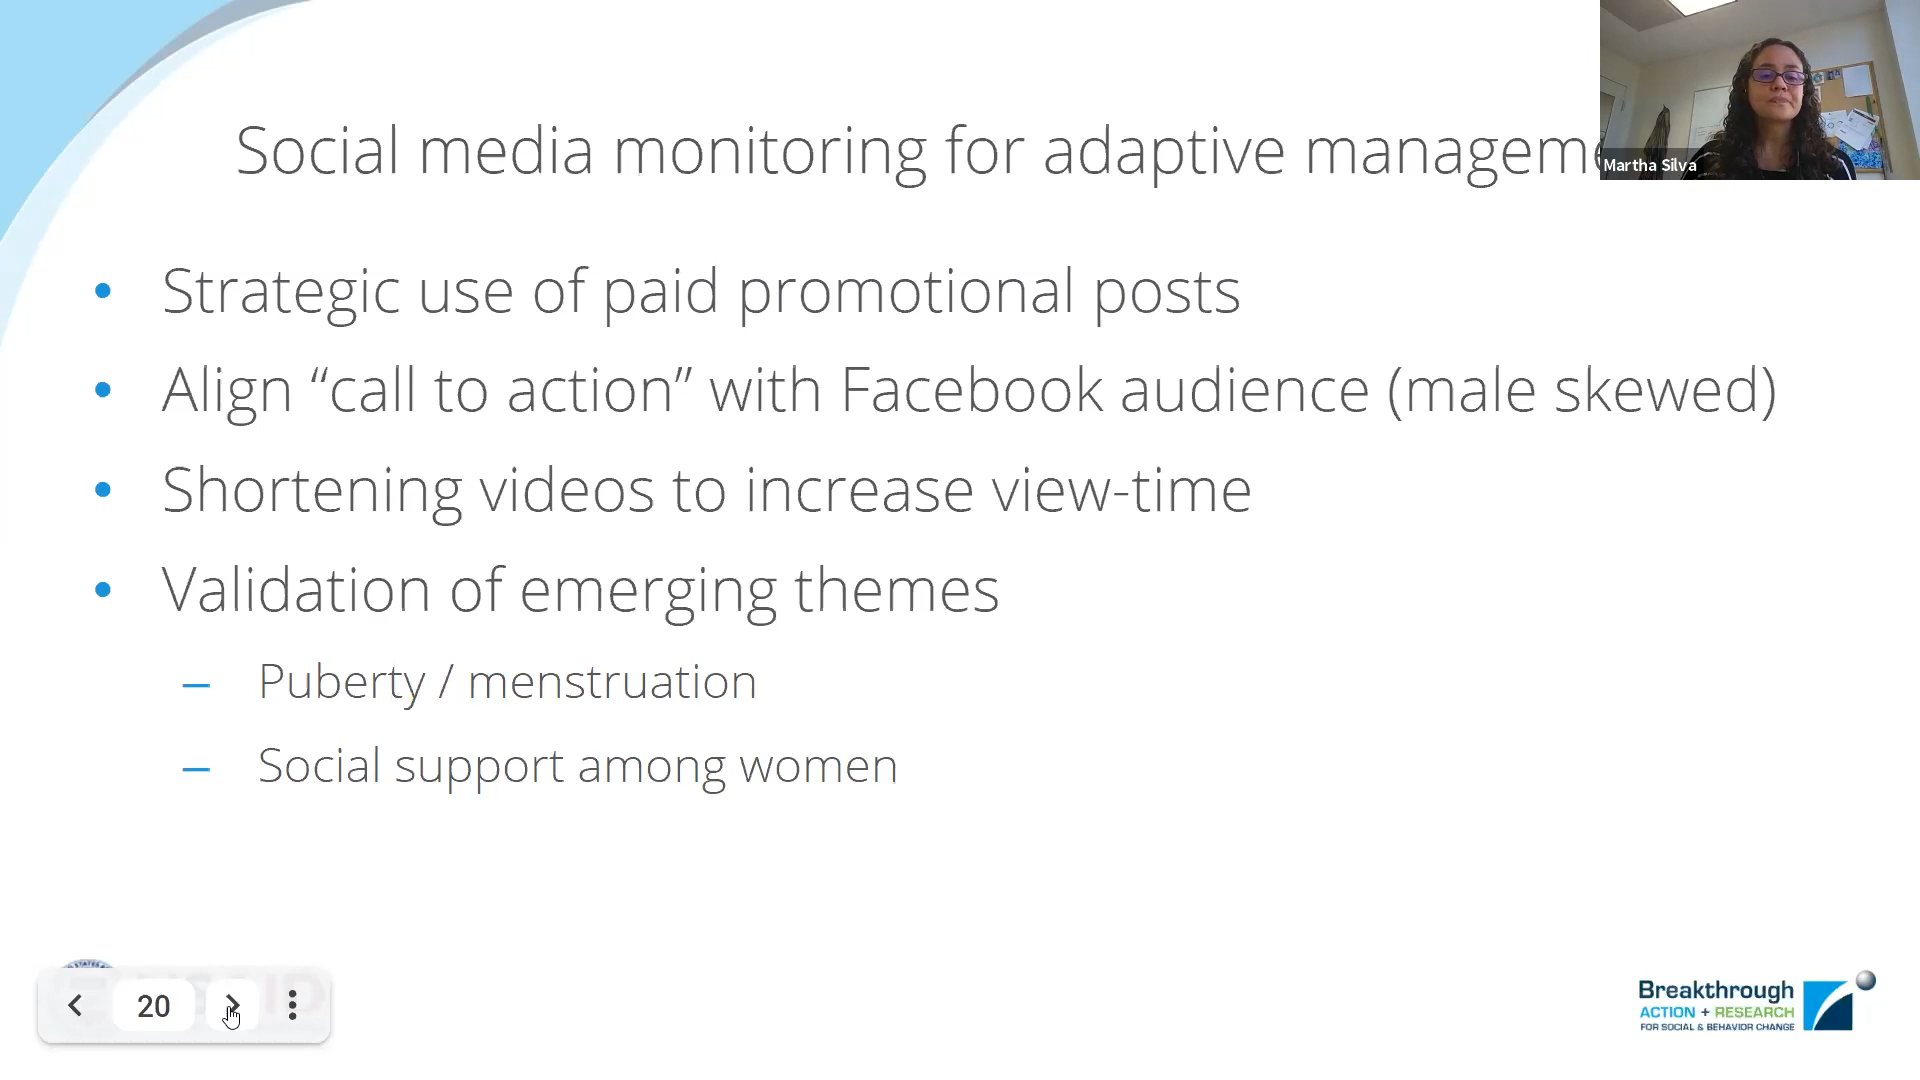 Social media monitoring for adaptive managem
Martha Silva
• Strategic use of paid promotional posts
• Align “call to action” with Facebook audience (male skewed)
• Shortening videos to increase view-time
• Validation of emerging themes
– Puberty / menstruation
– Social support among women
20
Breakthrough
ACTION + RESEARCH
FOR SOCIAL & BEHAVIOR CHANGE